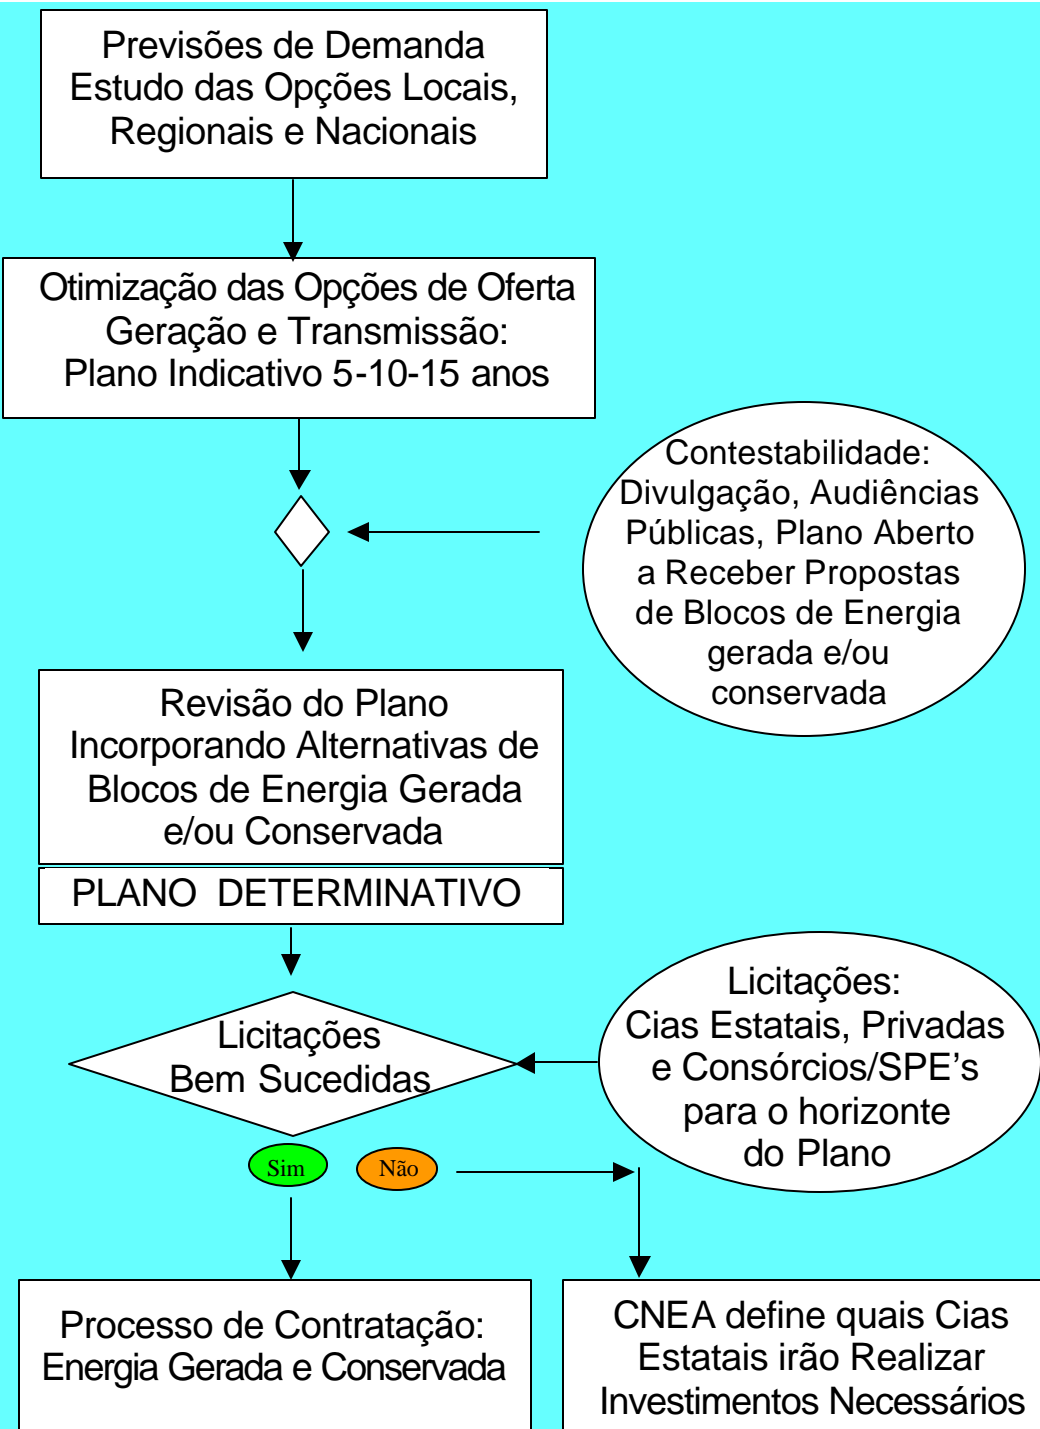 Previsões de Demanda
Estudo das Opções Locais,
Regionais e Nacionais
Otimização das Opções de Oferta
Geração e Transmissão:
Plano Indicativo 5-10-15 anos
Contestabilidade:
Divulgação, Audiências
Públicas, Plano Aberto
a Receber Propostas
de Blocos de Energia
gerada e/ou
conservada
Revisão do Plano
Incorporando Alternativas de
Blocos de Energia Gerada
e/ou Conservada
PLANO DETERMINATIVO
Licitações
Bem Sucedidas
Licitações:
Cias Estatais, Privadas
e Consórcios/SPE's
para o horizonte
do Plano
Sim
Não
Processo de Contratação:
Energia Gerada e Conservada
CNEA define quais Cias
Estatais irão Realizar
Investimentos Necessários